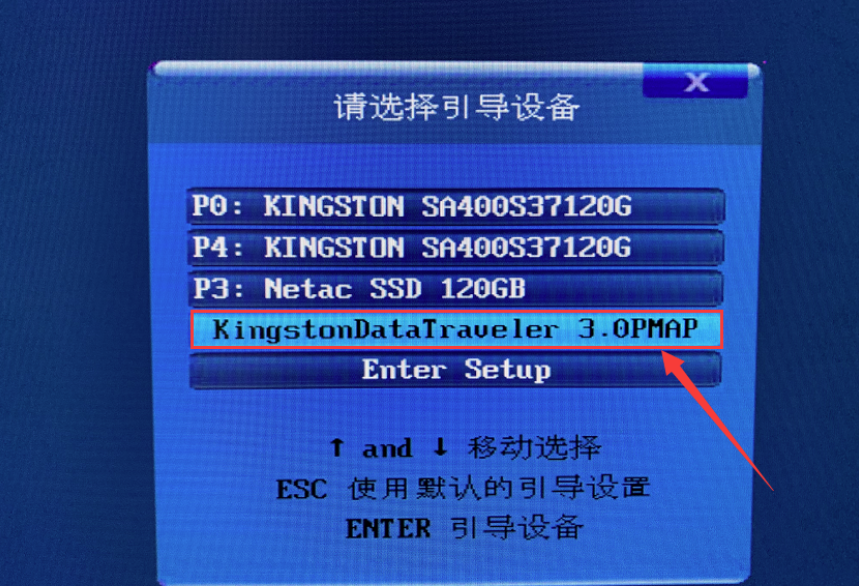 X
请选择引导设备
P0: KINGSTON SA400S37120G
P4: KINGSTON SA400S37120G
P3: Netac SSD 120GB
KingstonDataTraveler 3.0PMAP
Enter Setup
↑ and ↓ 移动选择
ESC 使用默认的引导设置
ENTER 引导设备